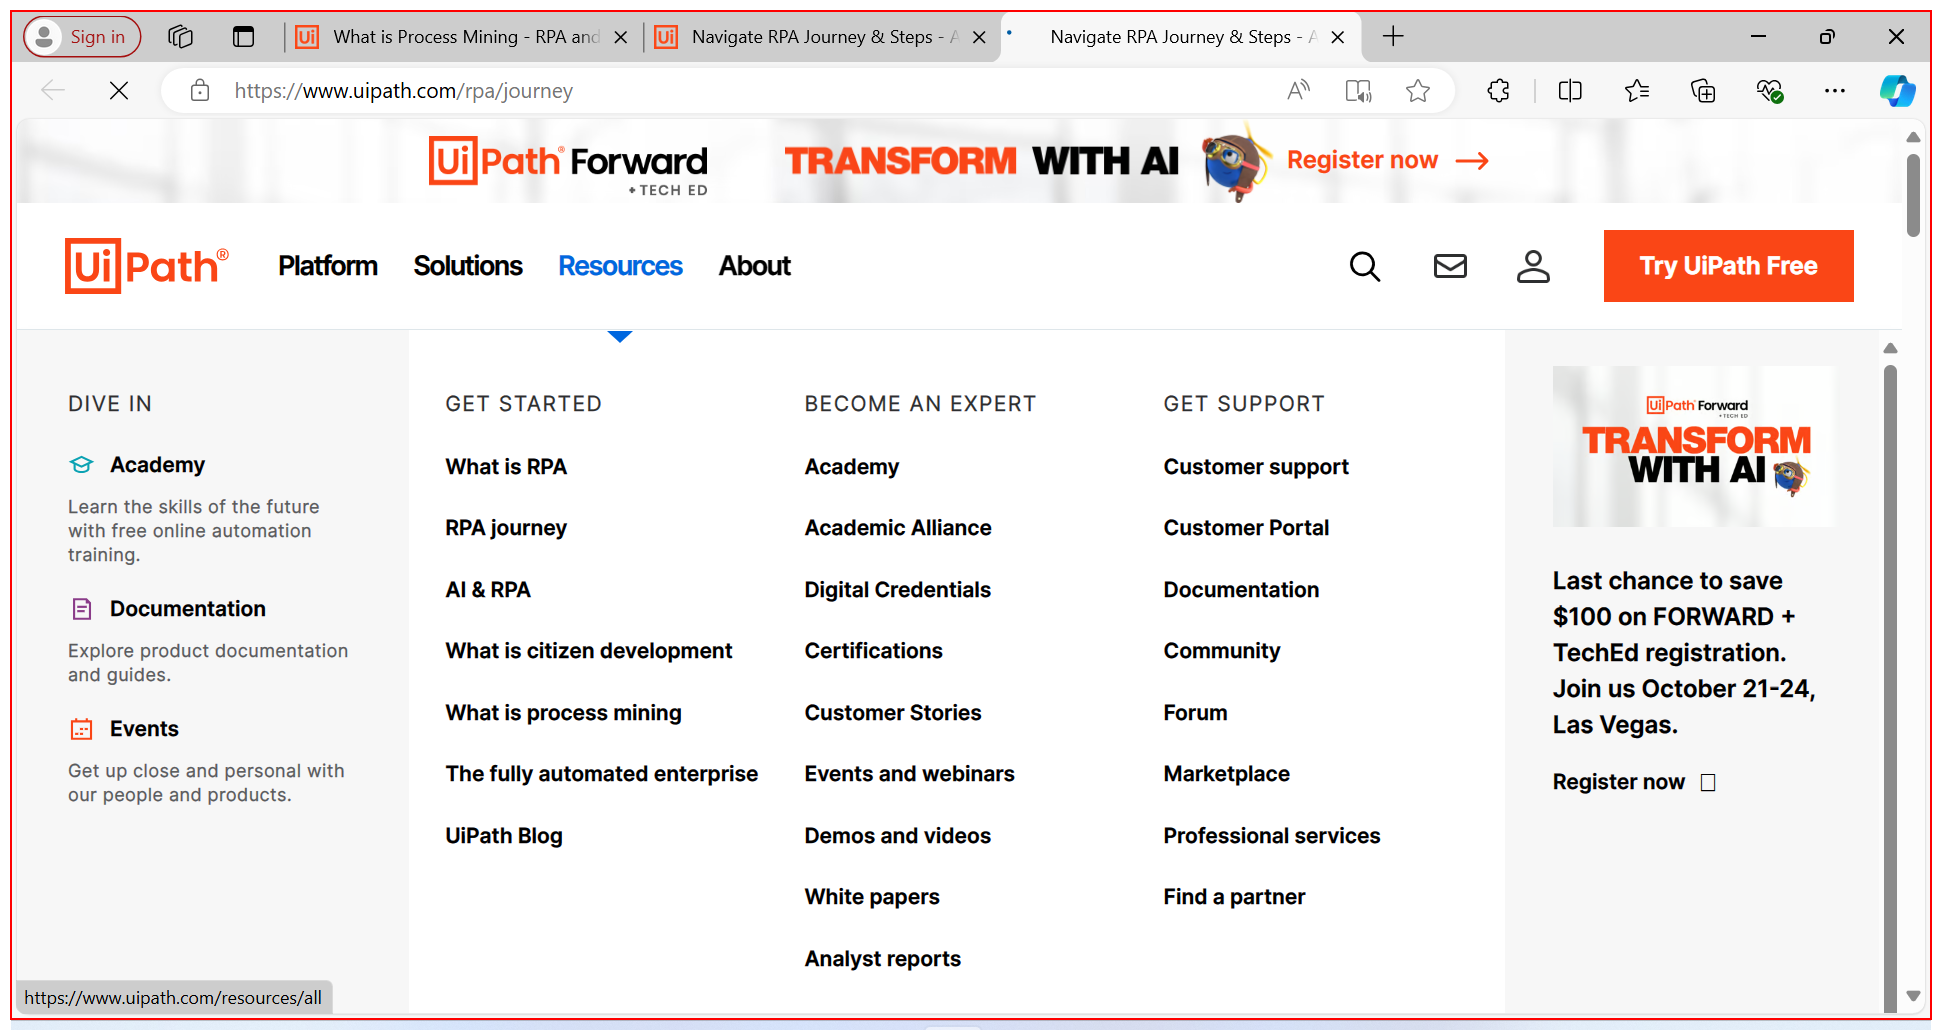 Sign in
What is Process Mining - RPA and
Navigate RPA Journey & Steps - A
Navigate RPA Journey & Steps - A
https://www.uipath.com/rpa/journey
UiPath® Forward
+TECH ED
TRANSFORM WITH AI
Register now →
UiPath®
Platform
Solutions
Resources
About
Try UiPath Free
DIVE IN
Academy
Learn the skills of the future
with free online automation
training.
Documentation
Explore product documentation
and guides.
Events
Get up close and personal with
our people and products.
GET STARTED
What is RPA
RPA journey
AI & RPA
What is citizen development
What is process mining
The fully automated enterprise
UiPath Blog
BECOME AN EXPERT
Academy
Academic Alliance
Digital Credentials
Certifications
Customer Stories
Events and webinars
Demos and videos
White papers
Analyst reports
GET SUPPORT
Customer support
Customer Portal
Documentation
Community
Forum
Marketplace
Professional services
Find a partner
UiPath Forward
+TECH ED
TRANSFORM
WITH AI
Last chance to save
$100 on FORWARD +
TechEd registration.
Join us October 21-24,
Las Vegas.
Register now
https://www.uipath.com/resources/all